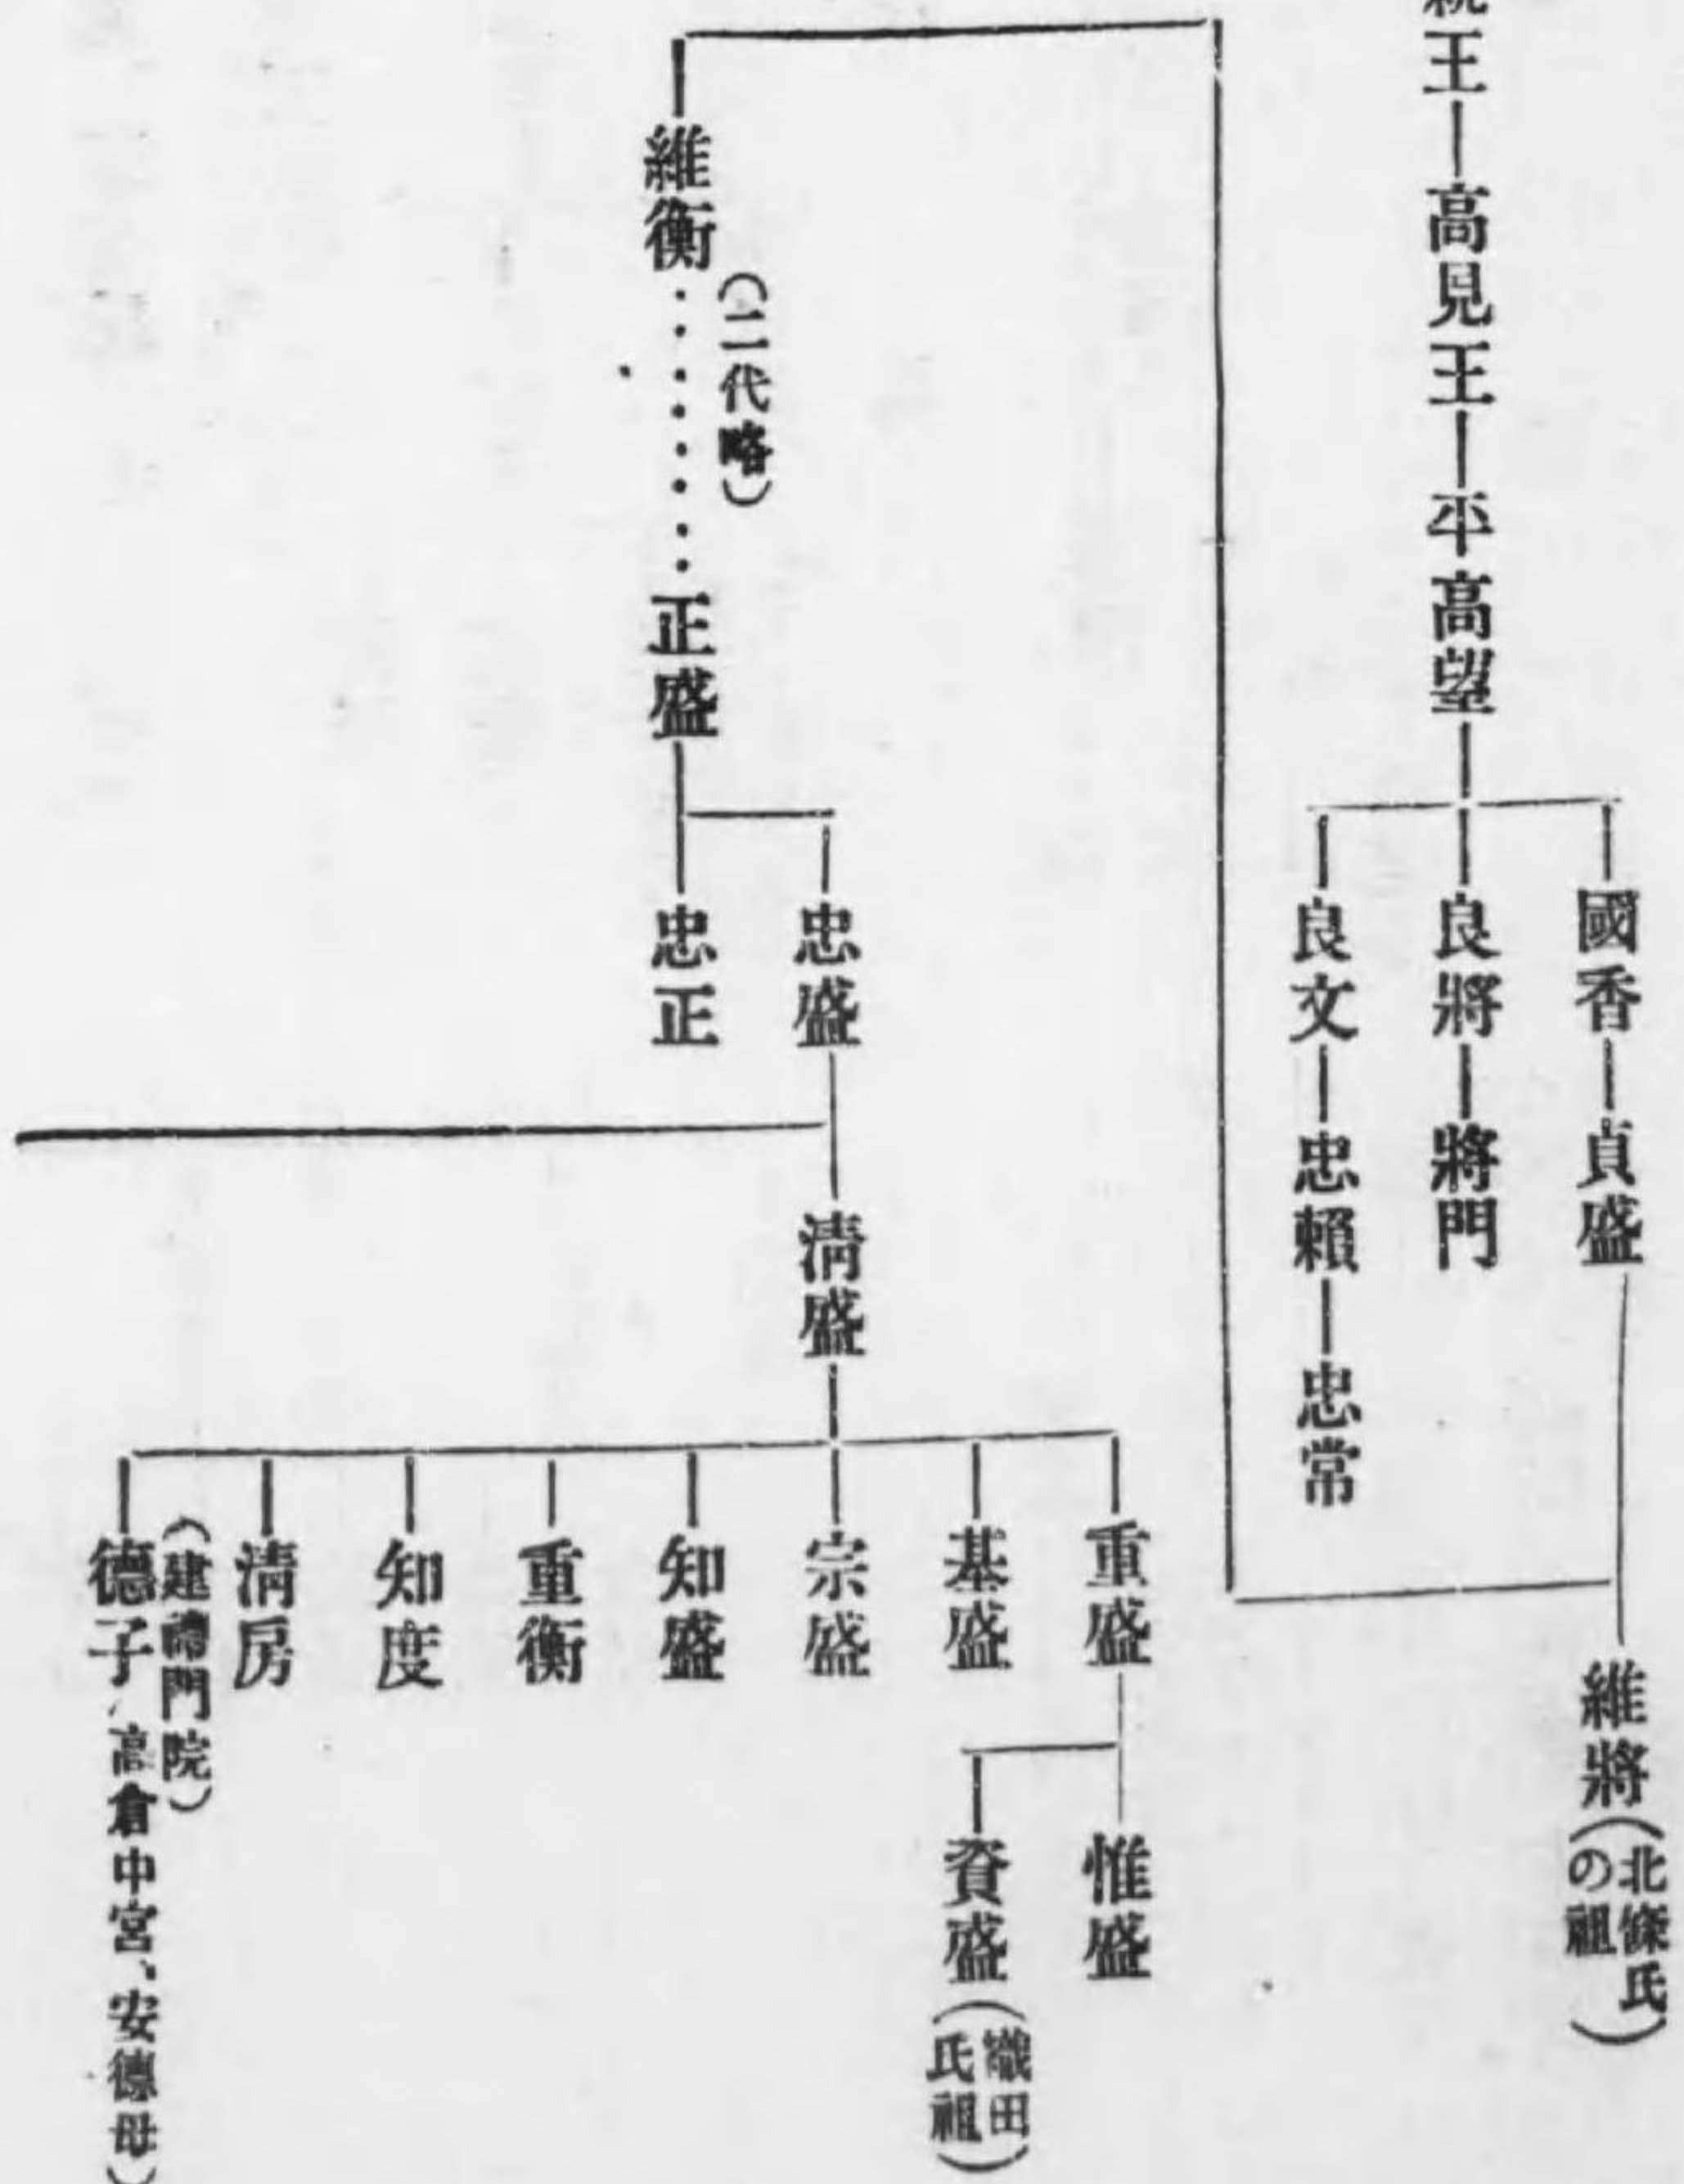 王―高見王―平高望
國香―貞盛
維將(北條氏の祖)
良將―將門
良文―忠賴―忠常
維衡………正盛
(二代略)
忠盛
忠正
淸盛
重盛
惟盛
資盛(織田氏祖)
基盛
宗盛
知盛
重衡
知度
淸房
(建禮門院)
德子 高倉中宮、安德母)